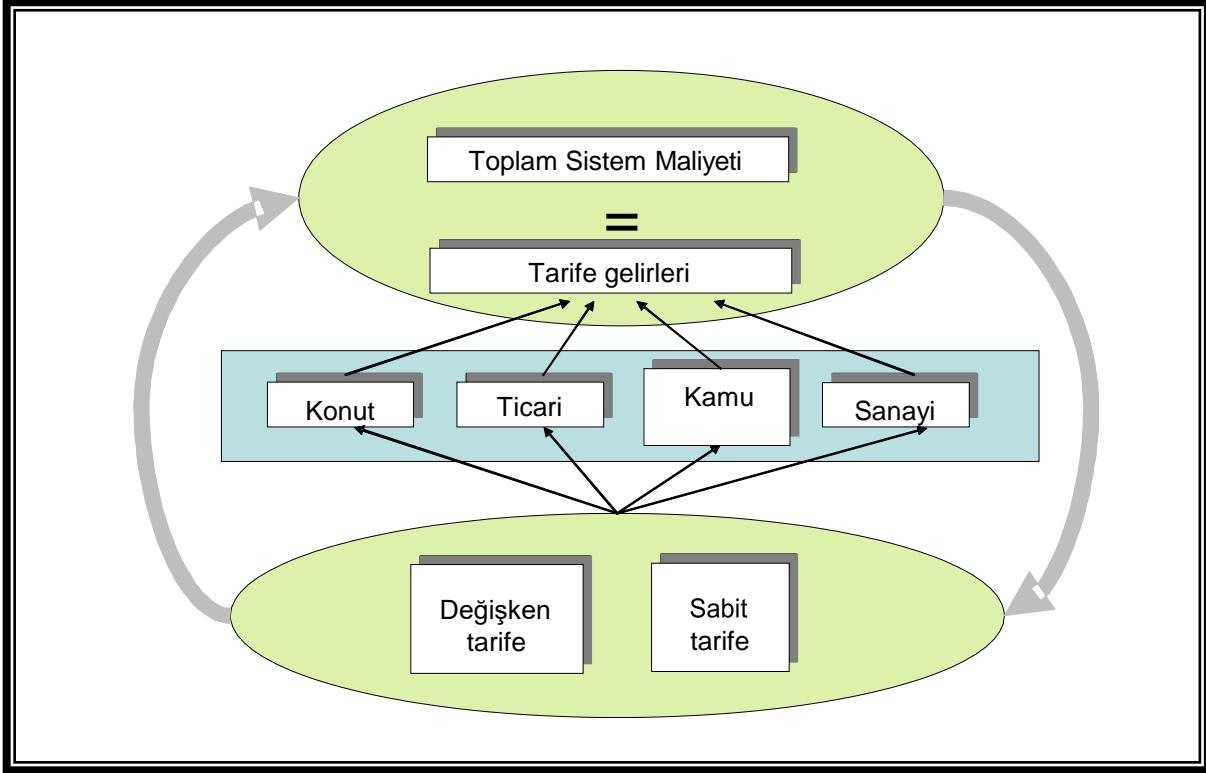 Toplam Sistem Maliyeti
=
Tarife gelirleri
Konut
Ticari
Kamu
Sanayi
Değişken
tarife
Sabit
tarife